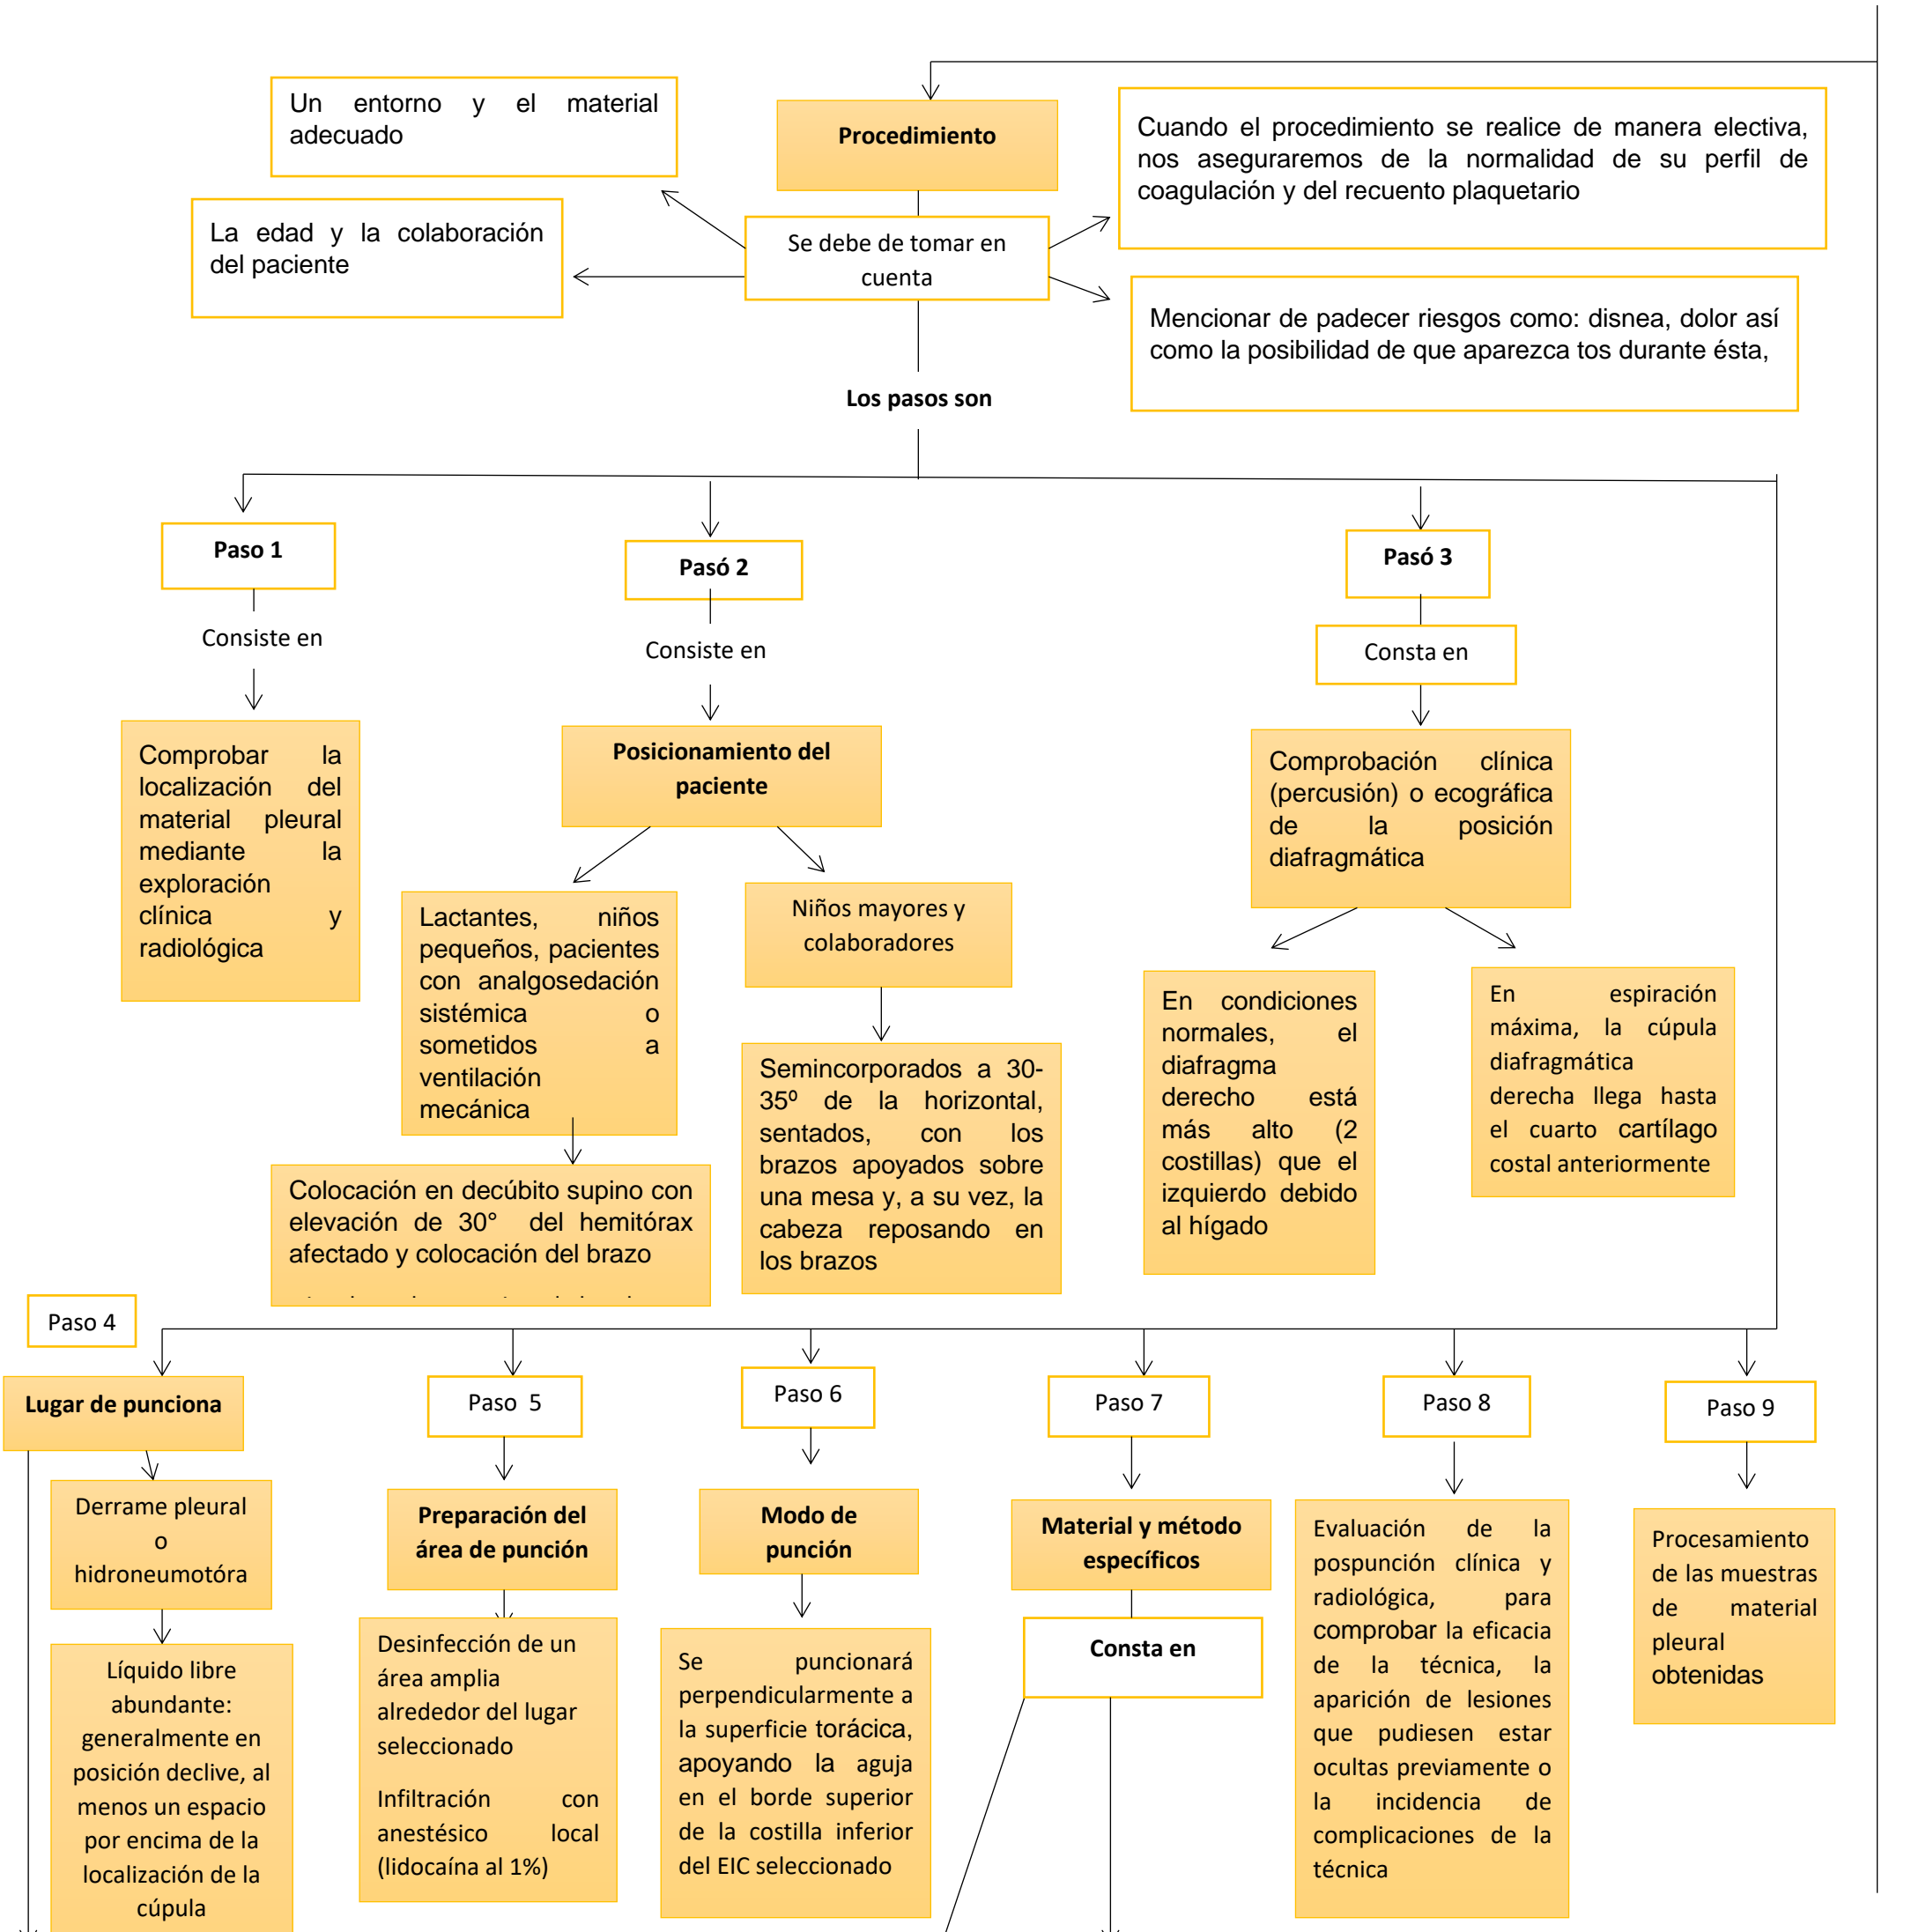 Un entorno y el material
adecuado
Procedimiento
Cuando el procedimiento se realice de manera electiva,
nos aseguraremos de la normalidad de su perfil de
coagulación y del recuento plaquetario
La edad y la colaboración
del paciente
Se debe de tomar en
cuenta
Mencionar de padecer riesgos como: disnea, dolor así
como la posibilidad de que aparezca tos durante ésta,
Los pasos son
Paso 1
Consiste en
Comprobar la
localización del
material pleural
mediante la
exploración
clínica y
radiológica
Pasó 2
Consiste en
Posicionamiento del
paciente
Lactantes, niños
pequeños, pacientes
con analgosedación
sistémica o
sometidos a
ventilación
mecánica
Colocación en decúbito supino con
elevación de 30° del hemitórax
afectado y colocación del brazo
Niños mayores y
colaboradores
Semincorporados a 30-
35º de la horizontal,
sentados, con los
brazos apoyados sobre
una mesa y, a su vez, la
cabeza reposando en
los brazos
Pasó 3
Consta en
Comprobación clínica
(percusión) o ecográfica
de la posición
diafragmática
En condiciones
normales, el
diafragma
derecho está
más alto (2
costillas) que el
izquierdo debido
al hígado
En espiración
máxima, la cúpula
diafragmática
derecha llega hasta
el cuarto cartílago
costal anteriormente
Paso 4
Lugar de punciona
Derrame pleural
o
hidroneumotóra
Líquido libre
abundante:
generalmente en
posición declive, al
menos un espacio
por encima de la
localización de la
cúpula
Paso 5
Preparación del
área de punción
Desinfección de un
área amplia
alrededor del lugar
seleccionado
Infiltración con
anestésico local
(lidocaína al 1%)
Paso 6
Modo de
punción
Se puncionará
perpendicularmente a
la superficie torácica,
apoyando la aguja
en el borde superior
de la costilla inferior
del EIC seleccionado
Paso 7
Material y método
específicos
Consta en
Paso 8
Evaluación de la
pospunción clínica y
radiológica, para
comprobar la eficacia
de la técnica, la
aparición de lesiones
que pudiesen estar
ocultas previamente o
la incidencia de
complicaciones de la
técnica
Paso 9
Procesamiento
de las muestras
de material
pleural
obtenidas